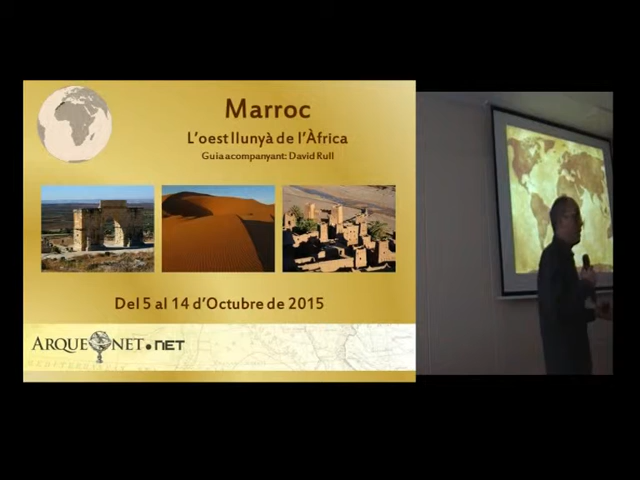 Marroc
L'oest llunyà de l'Àfrica
Guia acompanyant: David Rull
Del 5 al 14 d'Octubre de 2015
ARQUEONET.NET